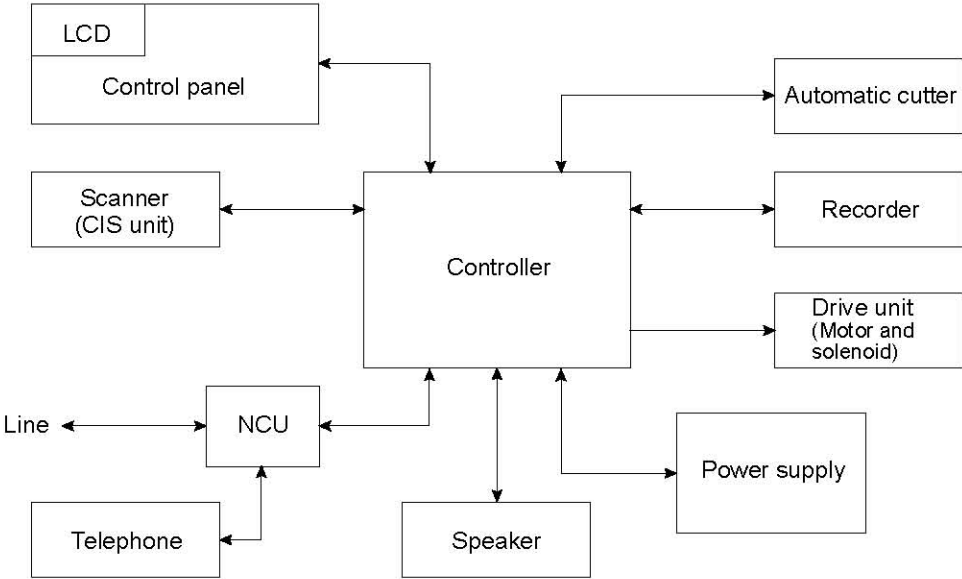 LCD
Control panel
Automatic cutter
Scanner
(CIS unit)
Recorder
Controller
Drive unit
(Motor and
solenoid)
Line
NCU
Power supply
Telephone
Speaker